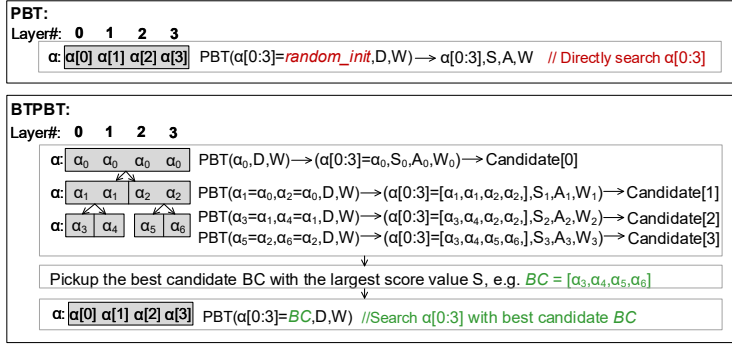 PBT:
Layer#: 0 1 2 3
α: α[0] α[1] α[2] α[3] PBT(α[0:3]=random_init,D,W)→α[0:3],S,A,W // Directly search α[0:3]
BTPBT:
Layer#: 0 1 2 3
α: α₀ α₀ α₀ α₀ PBT(α₀,D,W)→(α[0:3]=α₀,S₀,A₀,W₀)→Candidate[0]
α: α₁ α₁ α₂ α₂ PBT(α₁=α₀,α₂=α₀,D,W)→(α[0:3]=[α₁,α₁,α₂,α₂,],S₁,A₁,W₁)→Candidate[1]
α: α₃ α₄ α₅ α₆ PBT(α₃=α₁,α₄=α₁,D,W)→(α[0:3]=[α₃,α₄,α₂,α₂,],S₂,A₂,W₂)→Candidate[2]
PBT(α₅=α₂,α₆=α₂,D,W)→(α[0:3]=[α₃,α₄,α₅,α₆,],S₃,A₃,W₃)→Candidate[3]
Pickup the best candidate BC with the largest score value S, e.g. BC = [α₃,α₄,α₅,α₆]
α: α[0] α[1] α[2] α[3] PBT(α[0:3]=BC,D,W) //Search α[0:3] with best candidate BC